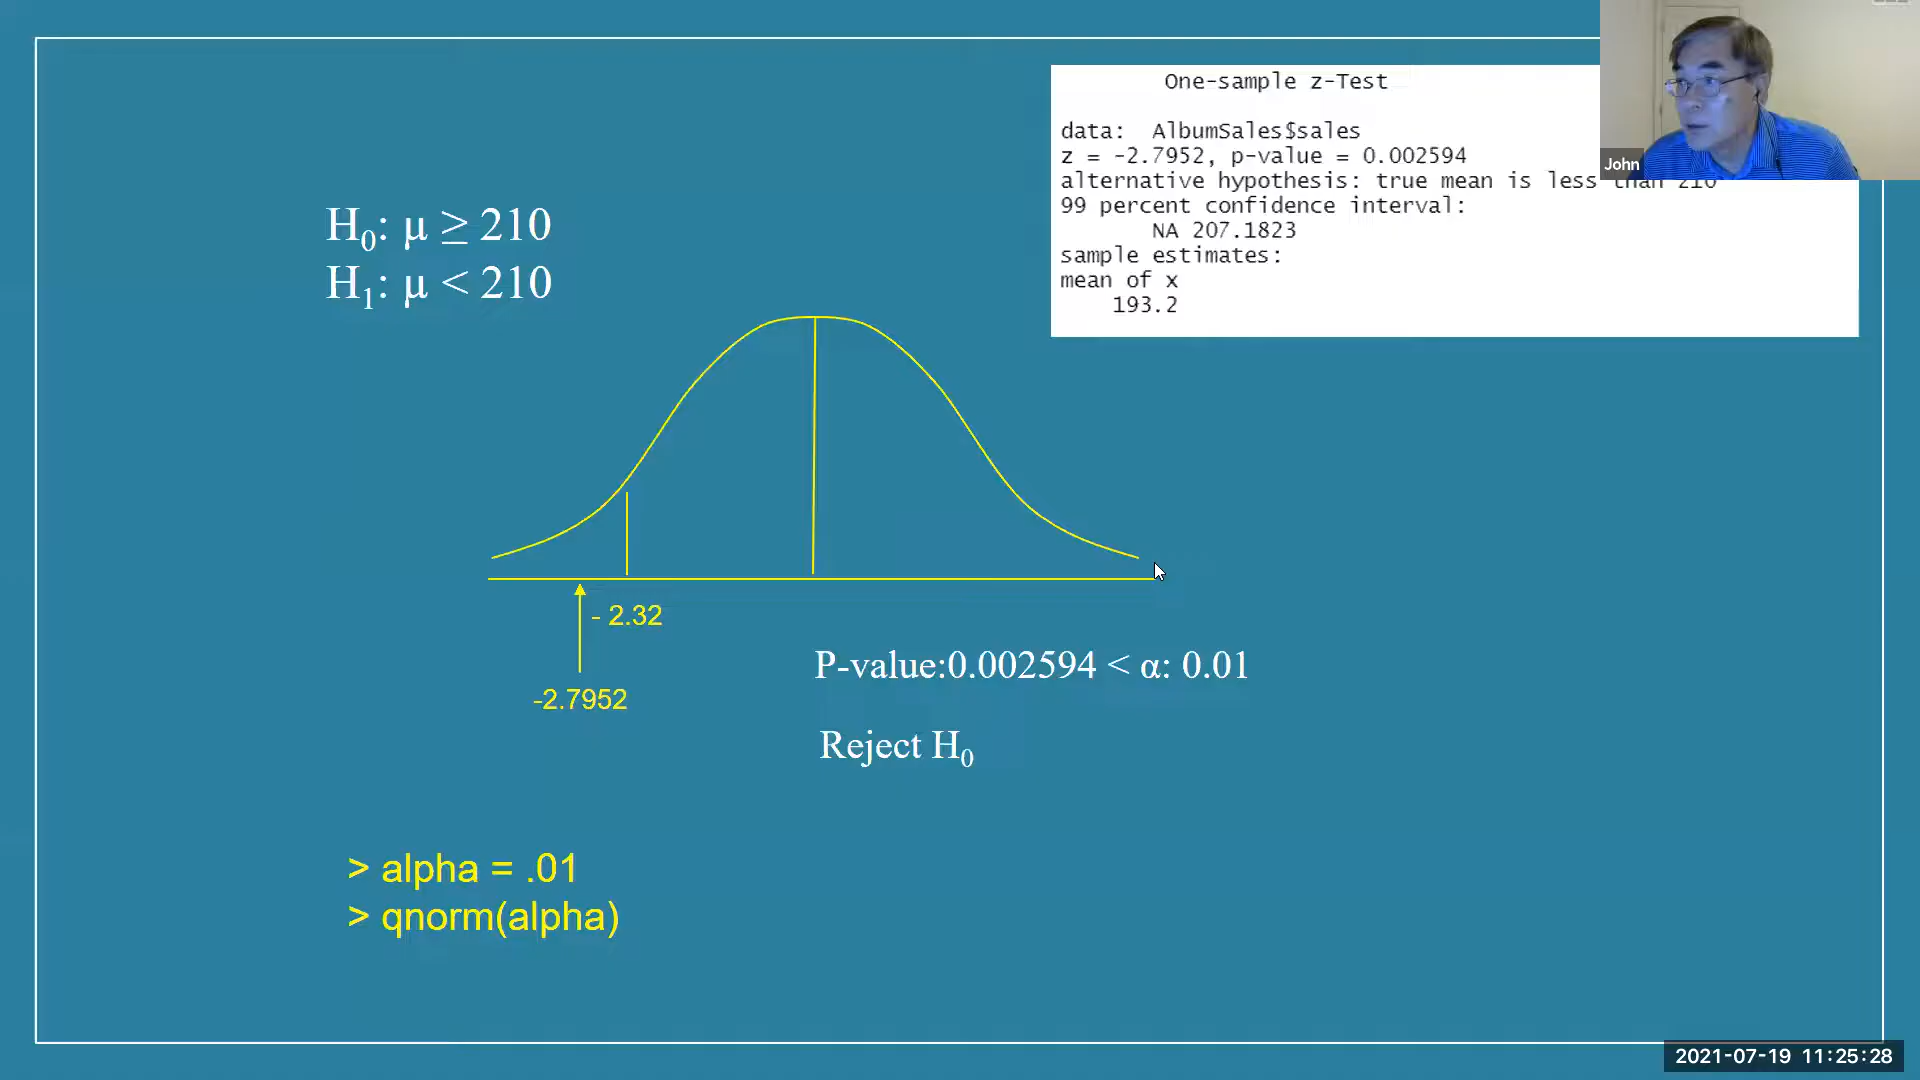 One-sample z-Test
data: AlbumSales$sales
z = -2.7952, p-value = 0.002594
alternative hypothesis: true mean is less than 210
99 percent confidence interval:
NA 207.1823
sample estimates:
mean of x
193.2
John
H0: μ ≥ 210
H1: μ < 210
- 2.32
-2.7952
P-value:0.002594 < α: 0.01
Reject H0
> alpha = .01
> qnorm(alpha)
2021-07-19 11:25:28